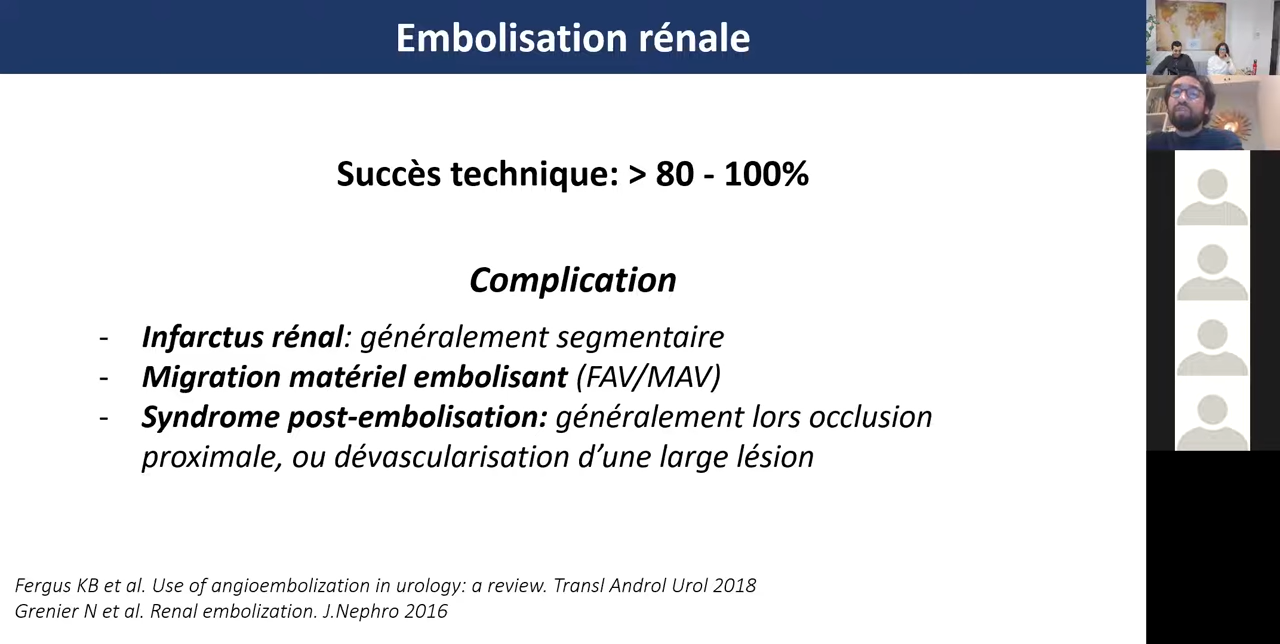 Embolisation rénale
Succès technique: > 80 - 100%
Complication
- Infarctus rénal: généralement segmentaire
- Migration matériel embolisant (FAV/MAV)
- Syndrome post-embolisation: généralement lors occlusion
proximale, ou dévascularisation d’une large lésion
Fergus KB et al. Use of angioembolization in urology: a review. Transl Androl Urol 2018
Grenier N et al. Renal embolization. J.Nephro 2016